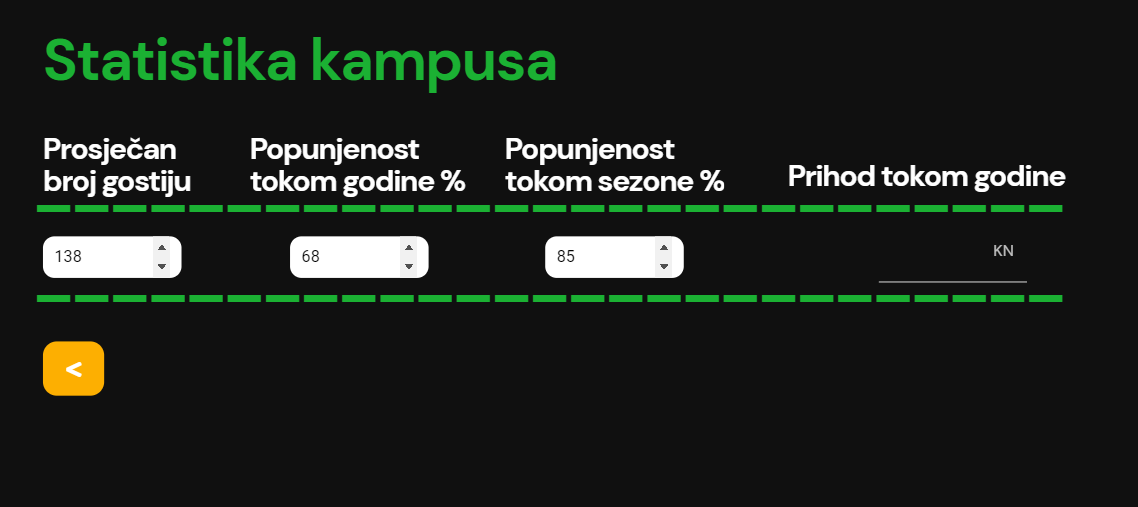 Statistika kampusa
Prosječan
broj gostiju
Popunjenost
tokom godine %
Popunjenost
tokom sezone %
Prihod tokom godine
138
68
85
KN
<